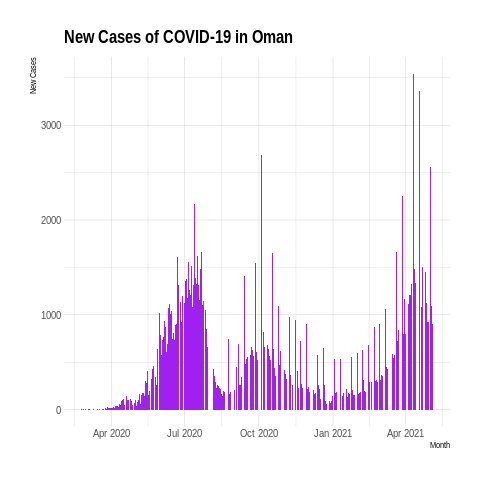 New Cases of COVID-19 in Oman
New Cases
3000
2000
1000
0
Apr 2020 Jul 2020 Oct 2020 Jan 2021 Apr 2021
Month